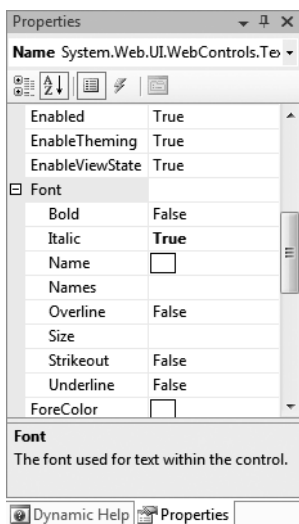 Properties
Name System.Web.UI.WebControls.Te
Enabled True
EnableTheming True
EnableViewState True
Font
Bold False
Italic True
Name
Names
Overline False
Size
Strikeout False
Underline False
ForeColor
Font
The font used for text within the control.
Dynamic Help Properties